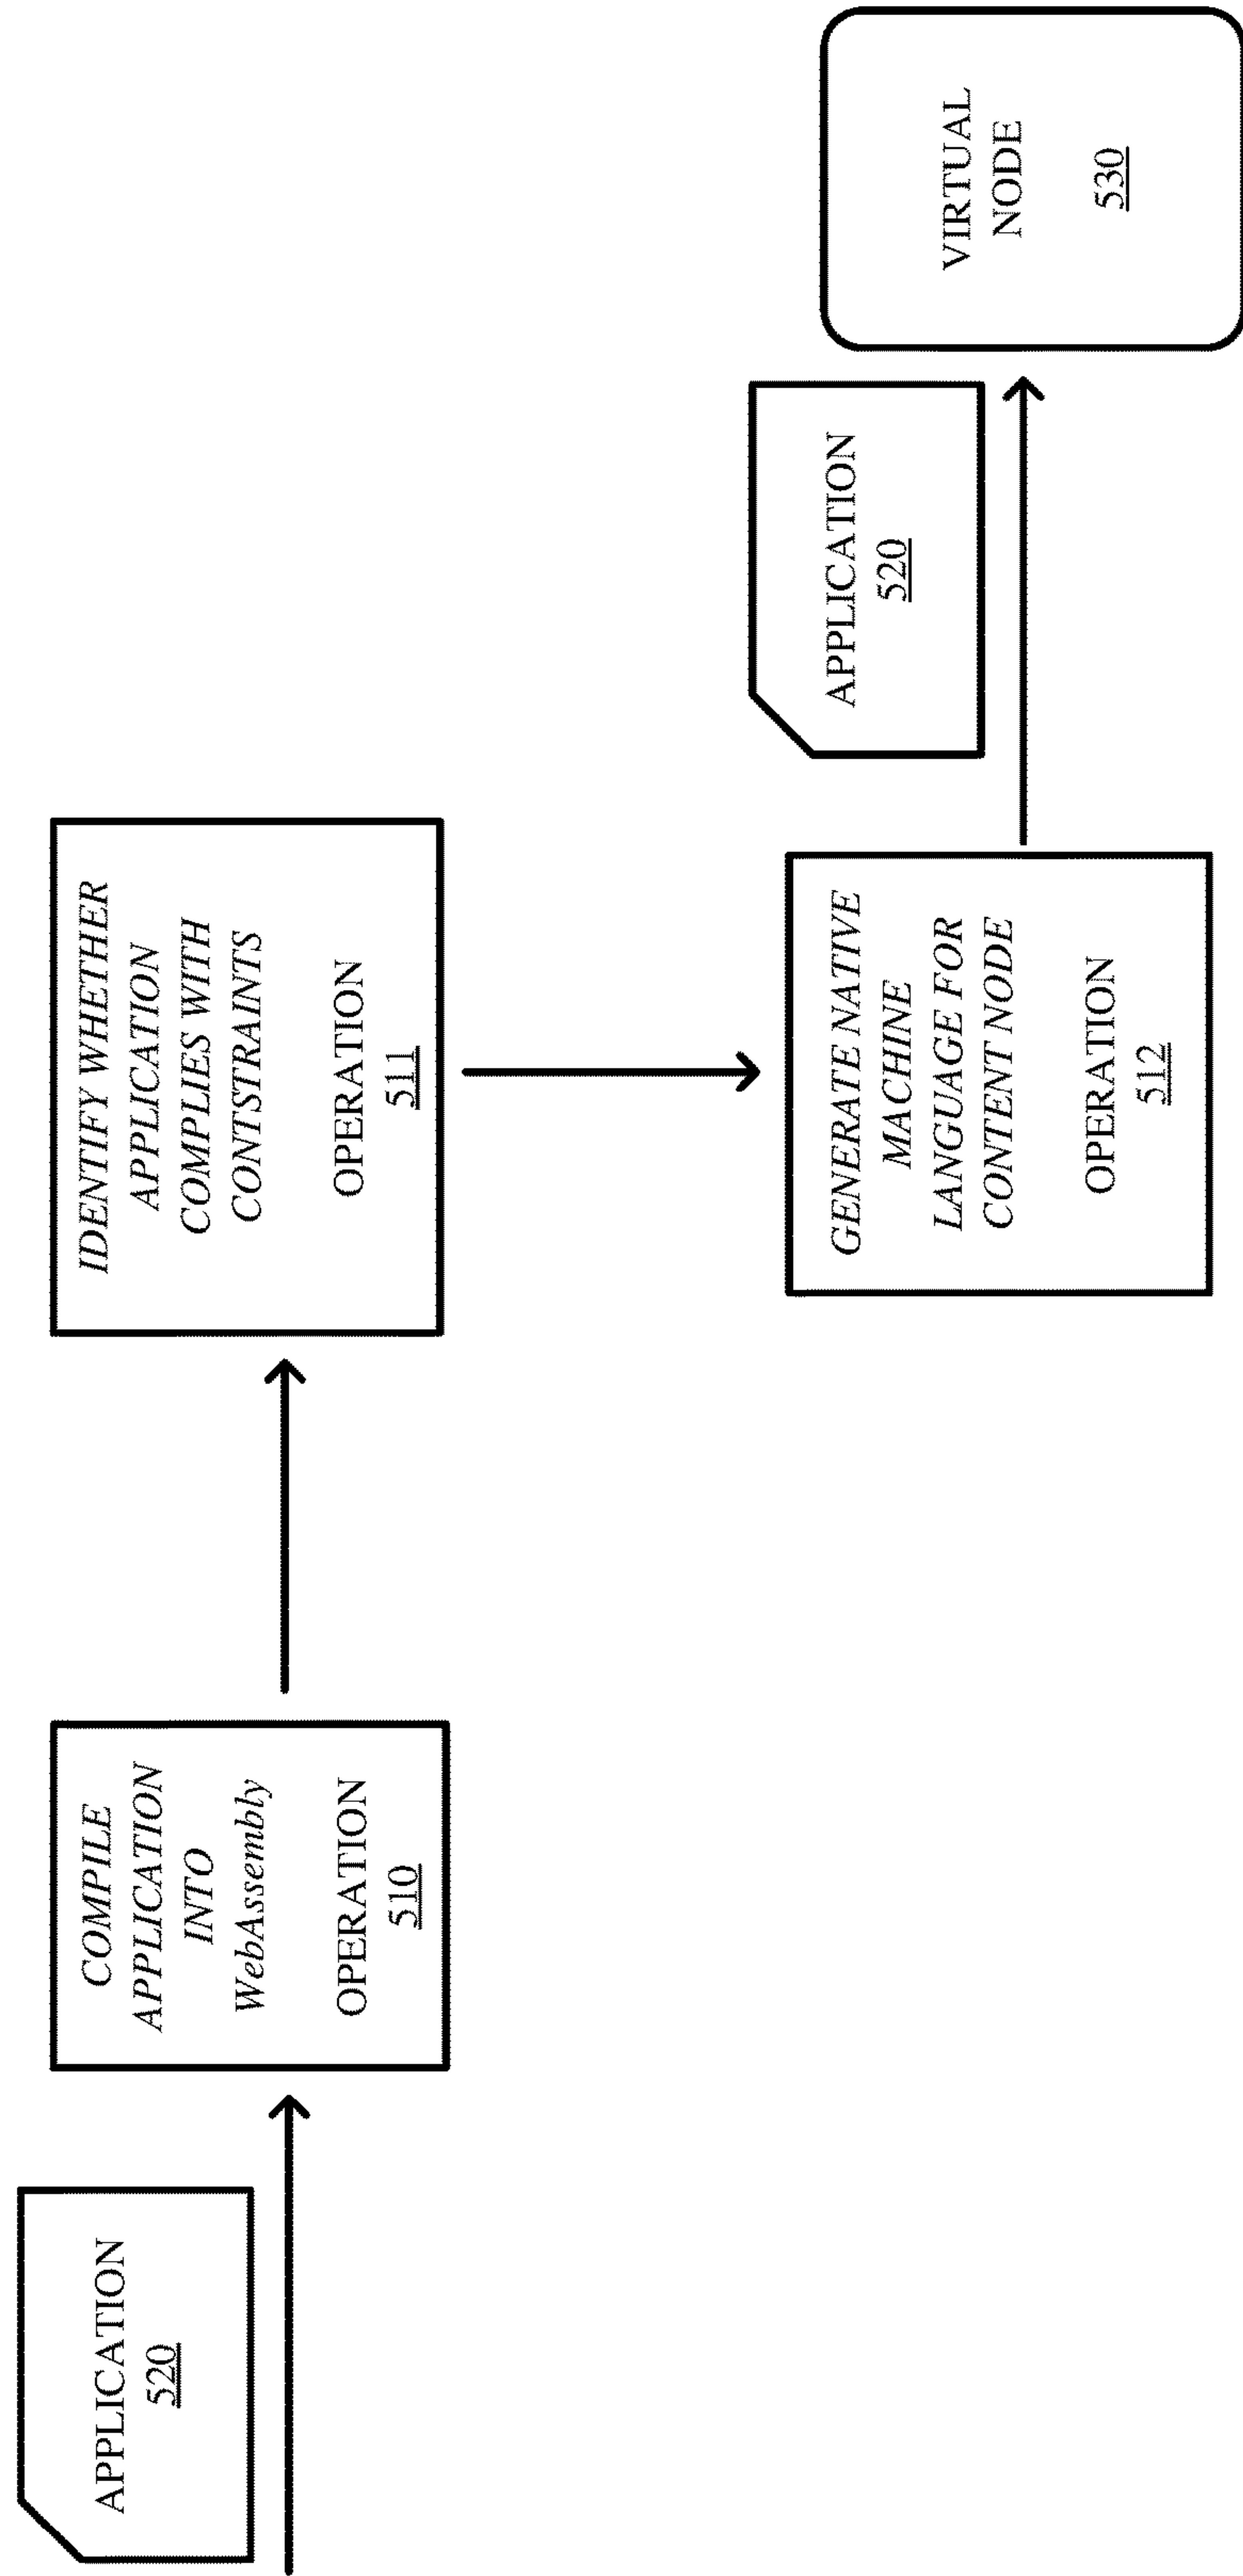 APPLICATION
520
COMPILE
APPLICATION
INTO
WebAssembly
OPERATION
510
IDENTIFY WHETHER
APPLICATION
COMPLIES WITH
CONTSTRAINTS
OPERATION
511
GENERATE NATIVE
MACHINE
LANGUAGE FOR
CONTENT NODE
OPERATION
512
APPLICATION
520
VIRTUAL
NODE
530